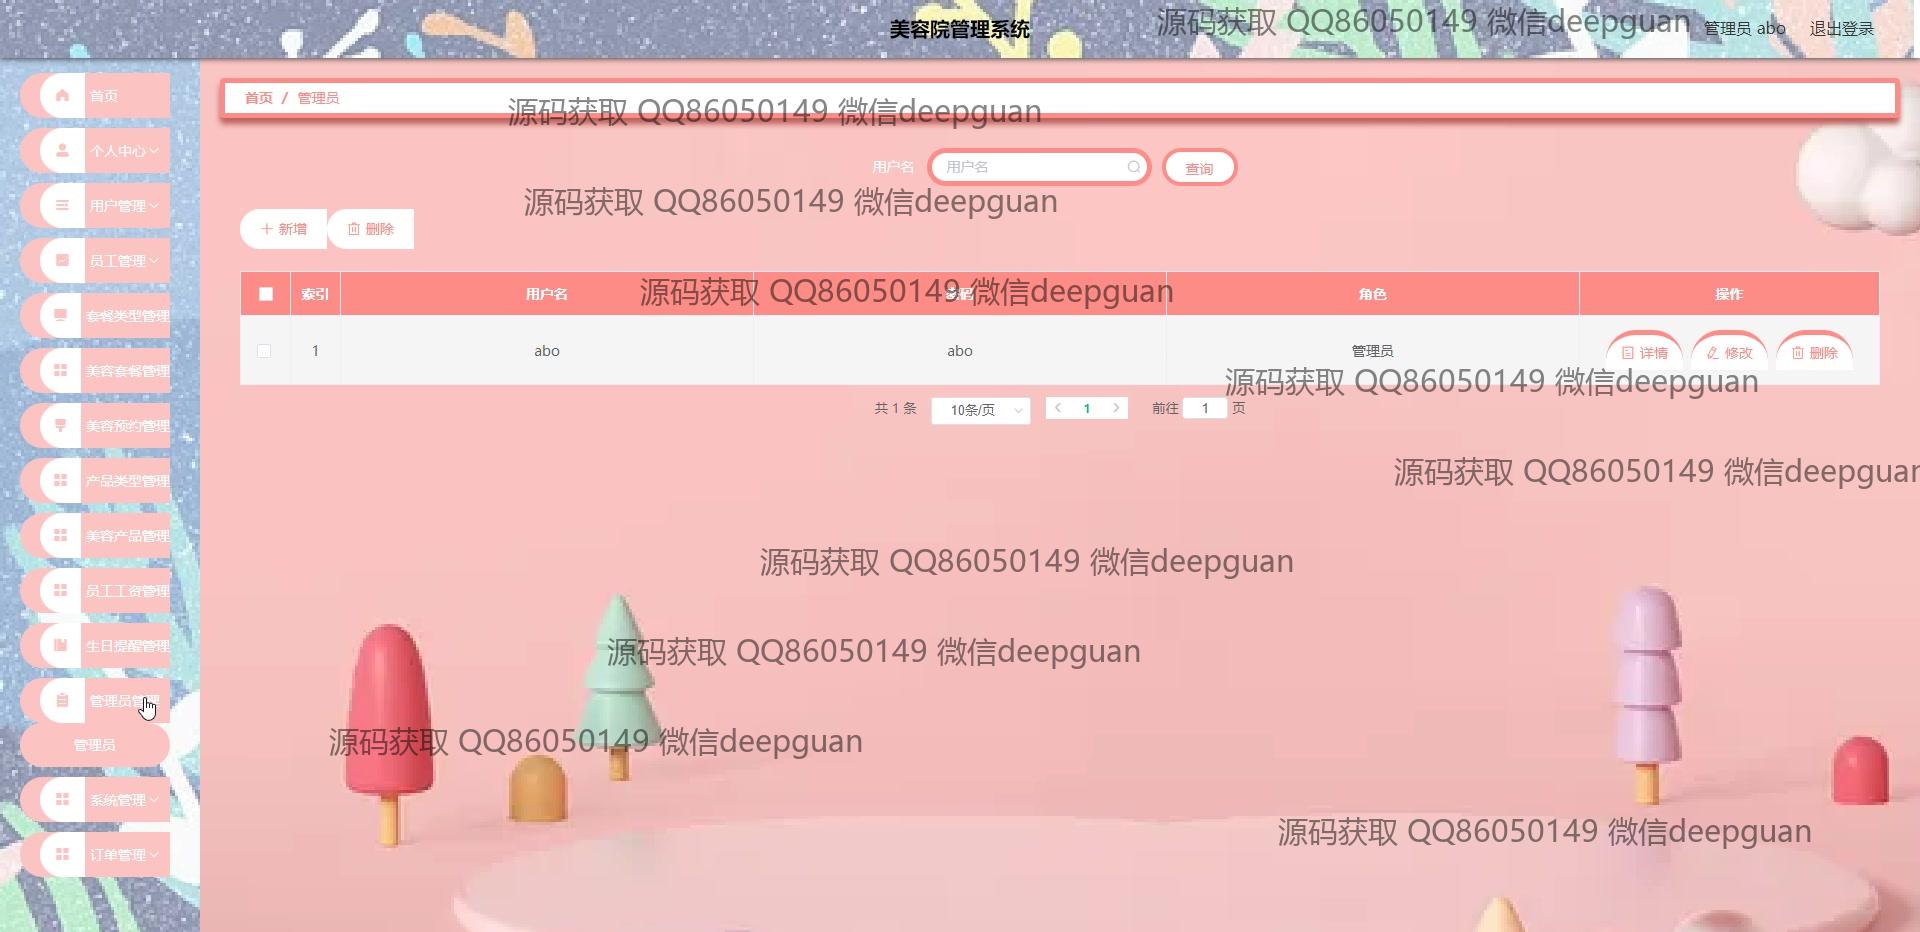 美容院管理系统
源码获取 QQ86050149 微信deepguan
管理员 abo
退出登录
首页
个人中心
用户管理
员工管理
套餐类型管理
美容套餐管理
美容预约管理
产品类型管理
美容产品管理
员工工资管理
生日提醒管理
管理员管理
管理员
系统管理
订单管理
首页 / 管理员
源码获取 QQ86050149 微信deepguan
用户名 用户名 查询
源码获取 QQ86050149 微信deepguan
新增 删除
索引 用户名 密码 角色 操作
源码获取 QQ86050149 微信deepguan
1 abo abo 管理员 详情 修改 删除
源码获取 QQ86050149 微信deepguan
共 1 条 10条/页 1 前往 1 页
源码获取 QQ86050149 微信deepguan
源码获取 QQ86050149 微信deepguan
源码获取 QQ86050149 微信deepguan
源码获取 QQ86050149 微信deepguan
源码获取 QQ86050149 微信deepguan